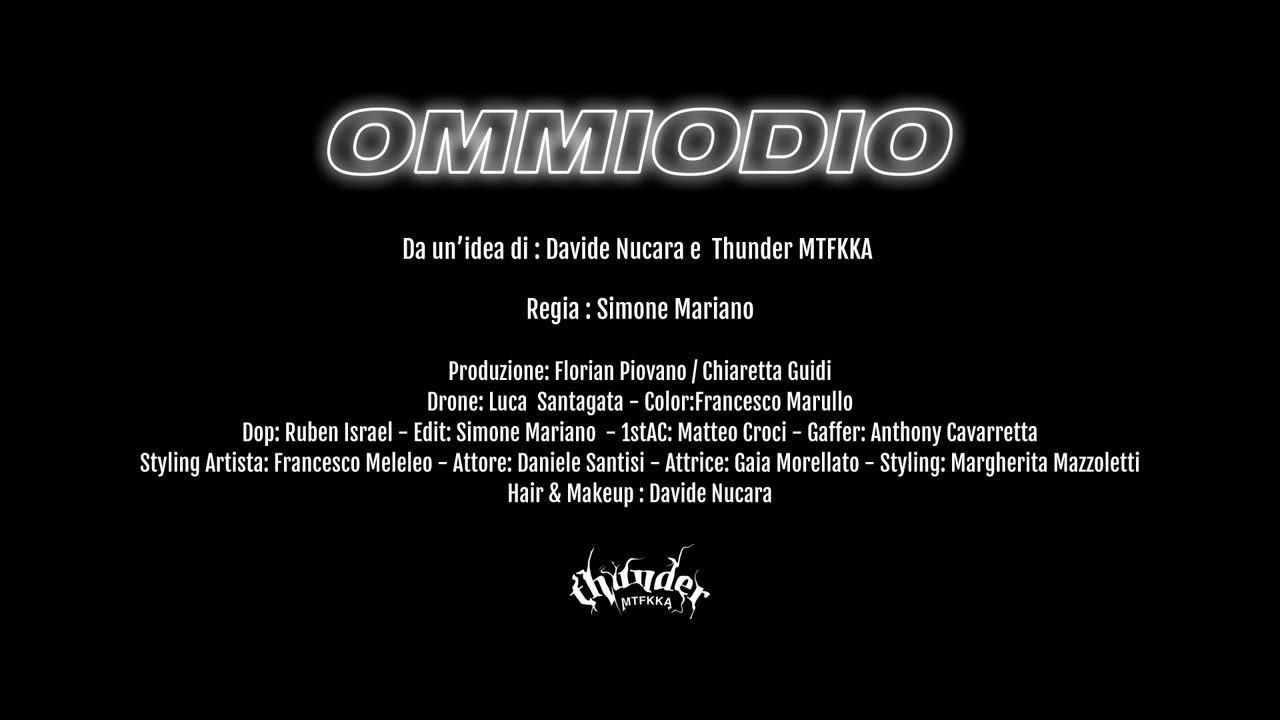 OMMIODIO
Da un’idea di : Davide Nucara e  Thunder MTFKKA
Regia : Simone Mariano
Produzione: Florian Piovano / Chiaretta Guidi
Drone: Luca  Santagata – Color:Francesco Marullo
Dop: Ruben Israel – Edit: Simone Mariano  – 1stAC: Matteo Croci – Gaffer: Anthony Cavarretta
Styling Artista: Francesco Meleleo – Attore: Daniele Santisi – Attrice: Gaia Morellato – Styling: Margherita Mazzoletti
Hair & Makeup : Davide Nucara
thunder
MTFKKA